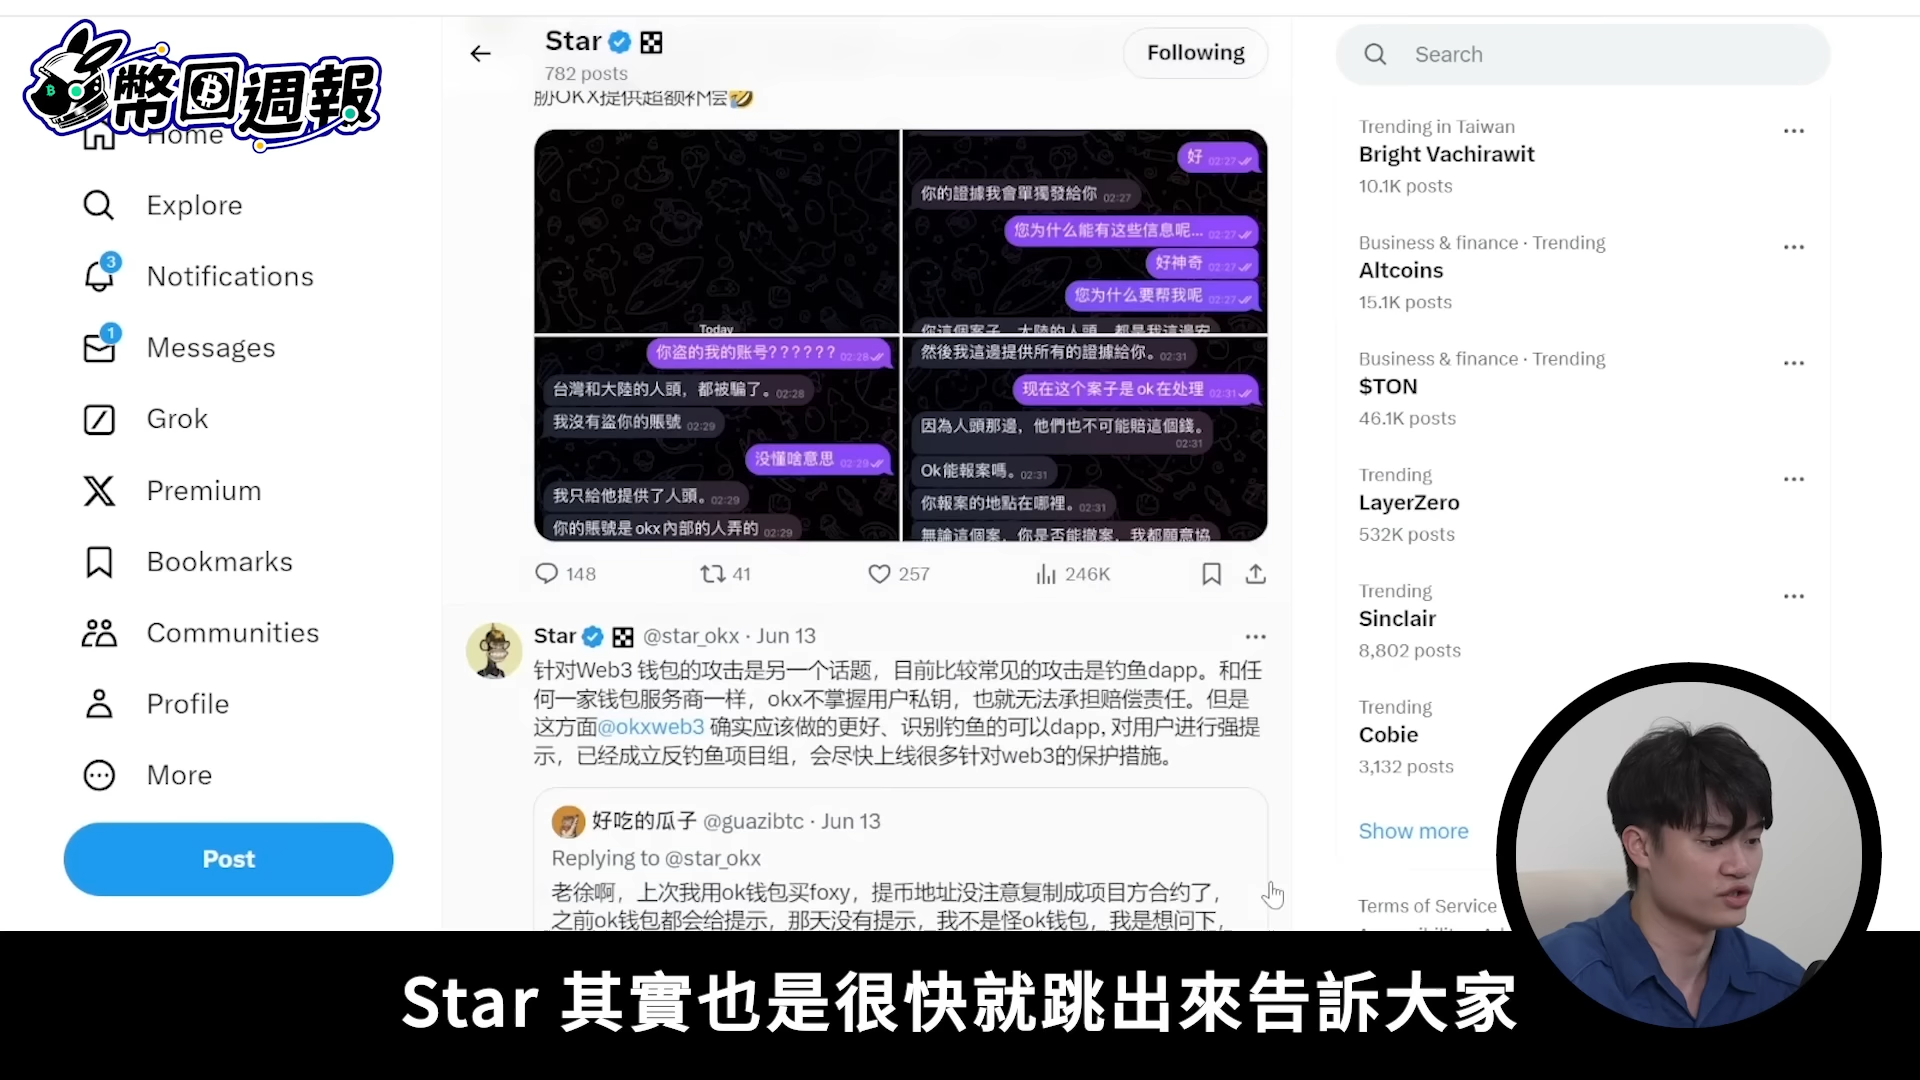 幣圈週報
Home
Explore
3
Notifications
1
Messages
Grok
Premium
Bookmarks
Communities
Profile
More
Post
Star
782 posts
Following
胁OKX提供超额补偿🤣
Today
好 02:27
你的證據我會單獨發給你 02:27
您为什么能有这些信息呢... 02:27
好神奇 02:27
您为什么要帮我呢 02:27
你這個案子，大陸的人頭，都是我這邊安
你盗的我的账号?????? 02:28
台灣和大陸的人頭，都被騙了。 02:28
我沒有盜你的賬號 02:29
没懂啥意思 02:29
我只給他提供了人頭。 02:29
你的賬號是 okx 內部的人弄的 02:29
然後我這邊提供所有的證據給你。 02:31
现在这个案子是 ok 在处理 02:31
因為人頭那邊，他們也不可能賠這個錢。
02:31
Ok能報案嗎。 02:31
你報案的地點在哪裡。 02:31
無論這個案，你是否能撤案，我都願意協
148 41 257 246K
Star @star_okx · Jun 13
针对Web3 钱包的攻击是另一个话题，目前比较常见的攻击是钓鱼dapp。和任
何一家钱包服务商一样，okx不掌握用户私钥，也就无法承担赔偿责任。但是
这方面@okxweb3 确实应该做的更好、识别钓鱼的可以dapp, 对用户进行强提
示，已经成立反钓鱼项目组，会尽快上线很多针对web3的保护措施。
好吃的瓜子 @guazibtc · Jun 13
Replying to @star_okx
老徐啊，上次我用ok钱包买foxy，提币地址没注意复制成项目方合约了，
之前ok钱包都会给提示，那天没有提示，我不是怪ok钱包，我是想问下，
Search
Trending in Taiwan
Bright Vachirawit
10.1K posts
Business & finance · Trending
Altcoins
15.1K posts
Business & finance · Trending
$TON
46.1K posts
Trending
LayerZero
532K posts
Trending
Sinclair
8,802 posts
Trending
Cobie
3,132 posts
Show more
Terms of Service
Star 其實也是很快就跳出來告訴大家